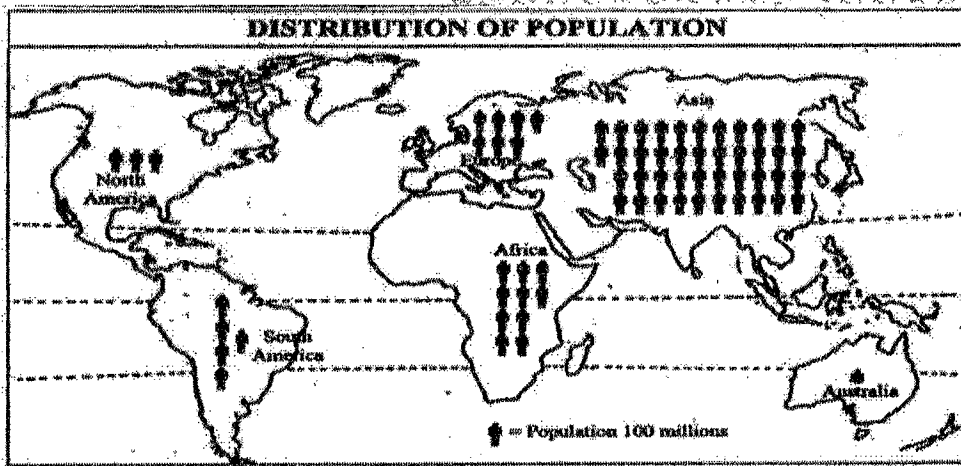 DISTRIBUTION OF POPULATION
Asia
Europe
North
America
Africa
South
America
Australia
= Population 100 millions